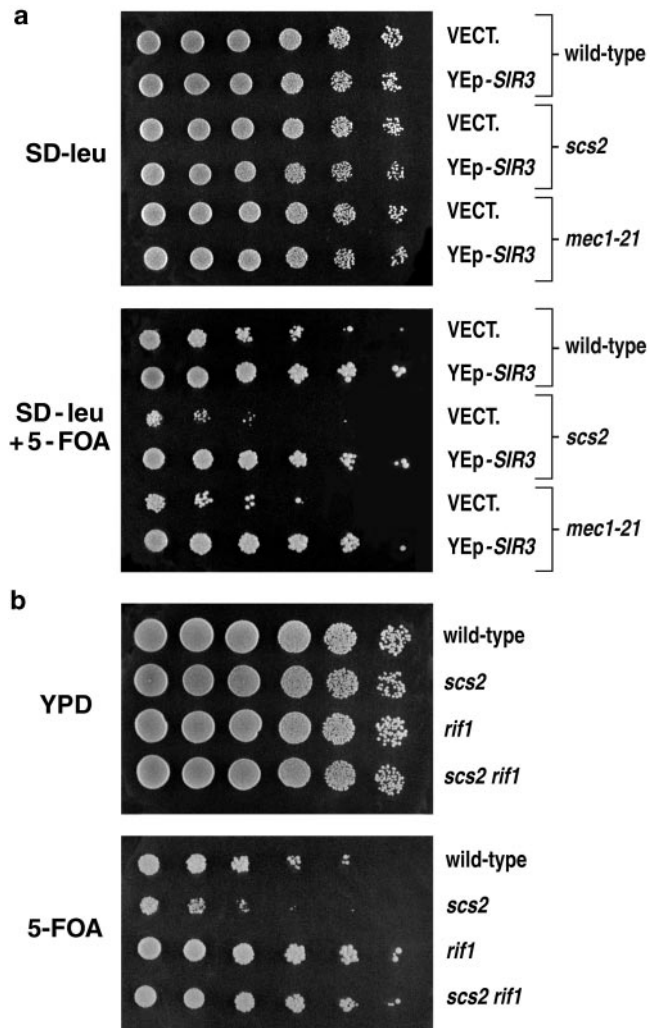 a
SD-leu
VECT.
YEp-SIR3
wild-type
VECT.
YEp-SIR3
scs2
VECT.
YEp-SIR3
mec1-21
SD-leu
+5-FOA
VECT.
YEp-SIR3
wild-type
VECT.
YEp-SIR3
scs2
VECT.
YEp-SIR3
mec1-21
b
YPD
wild-type
scs2
rif1
scs2 rif1
5-FOA
wild-type
scs2
rif1
scs2 rif1